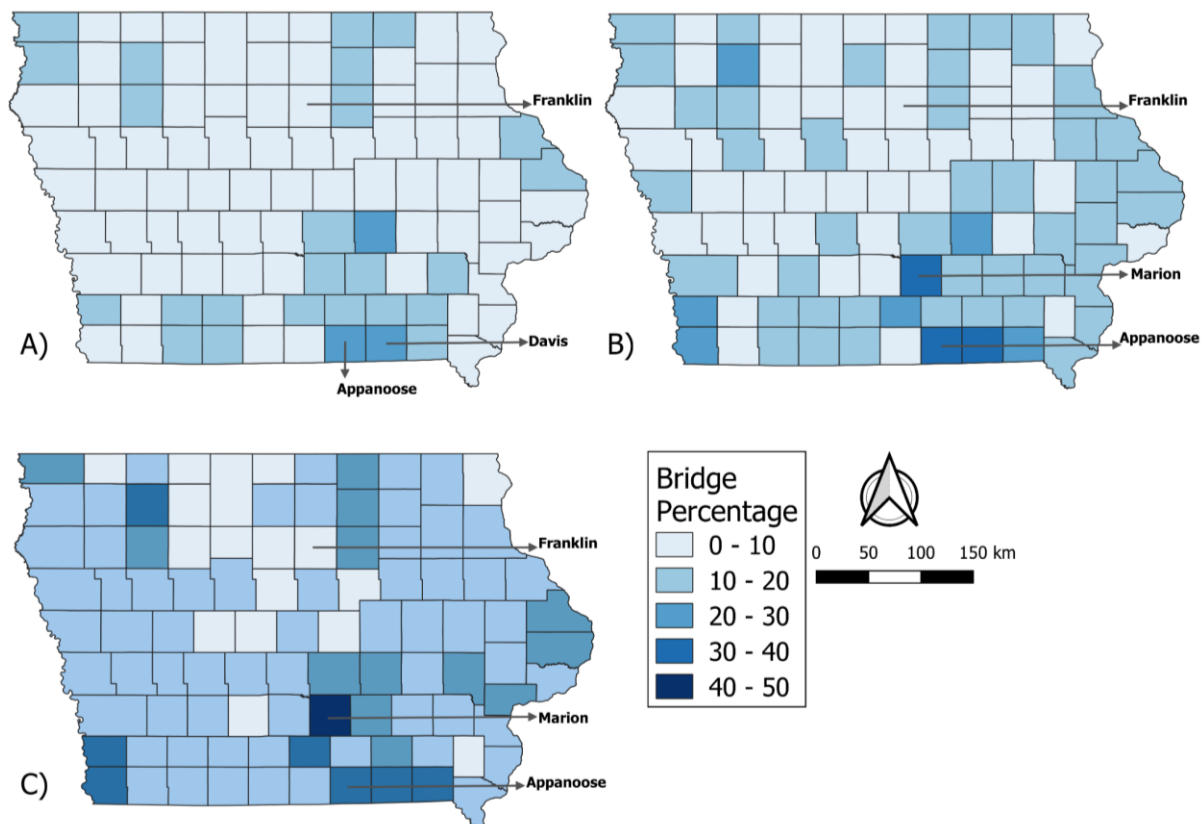 Franklin
A)
Davis
Appanoose
Franklin
Marion
B)
Appanoose
Franklin
Marion
C)
Appanoose
Bridge
Percentage
0 - 10
10 - 20
20 - 30
30 - 40
40 - 50
0 50 100 150 km